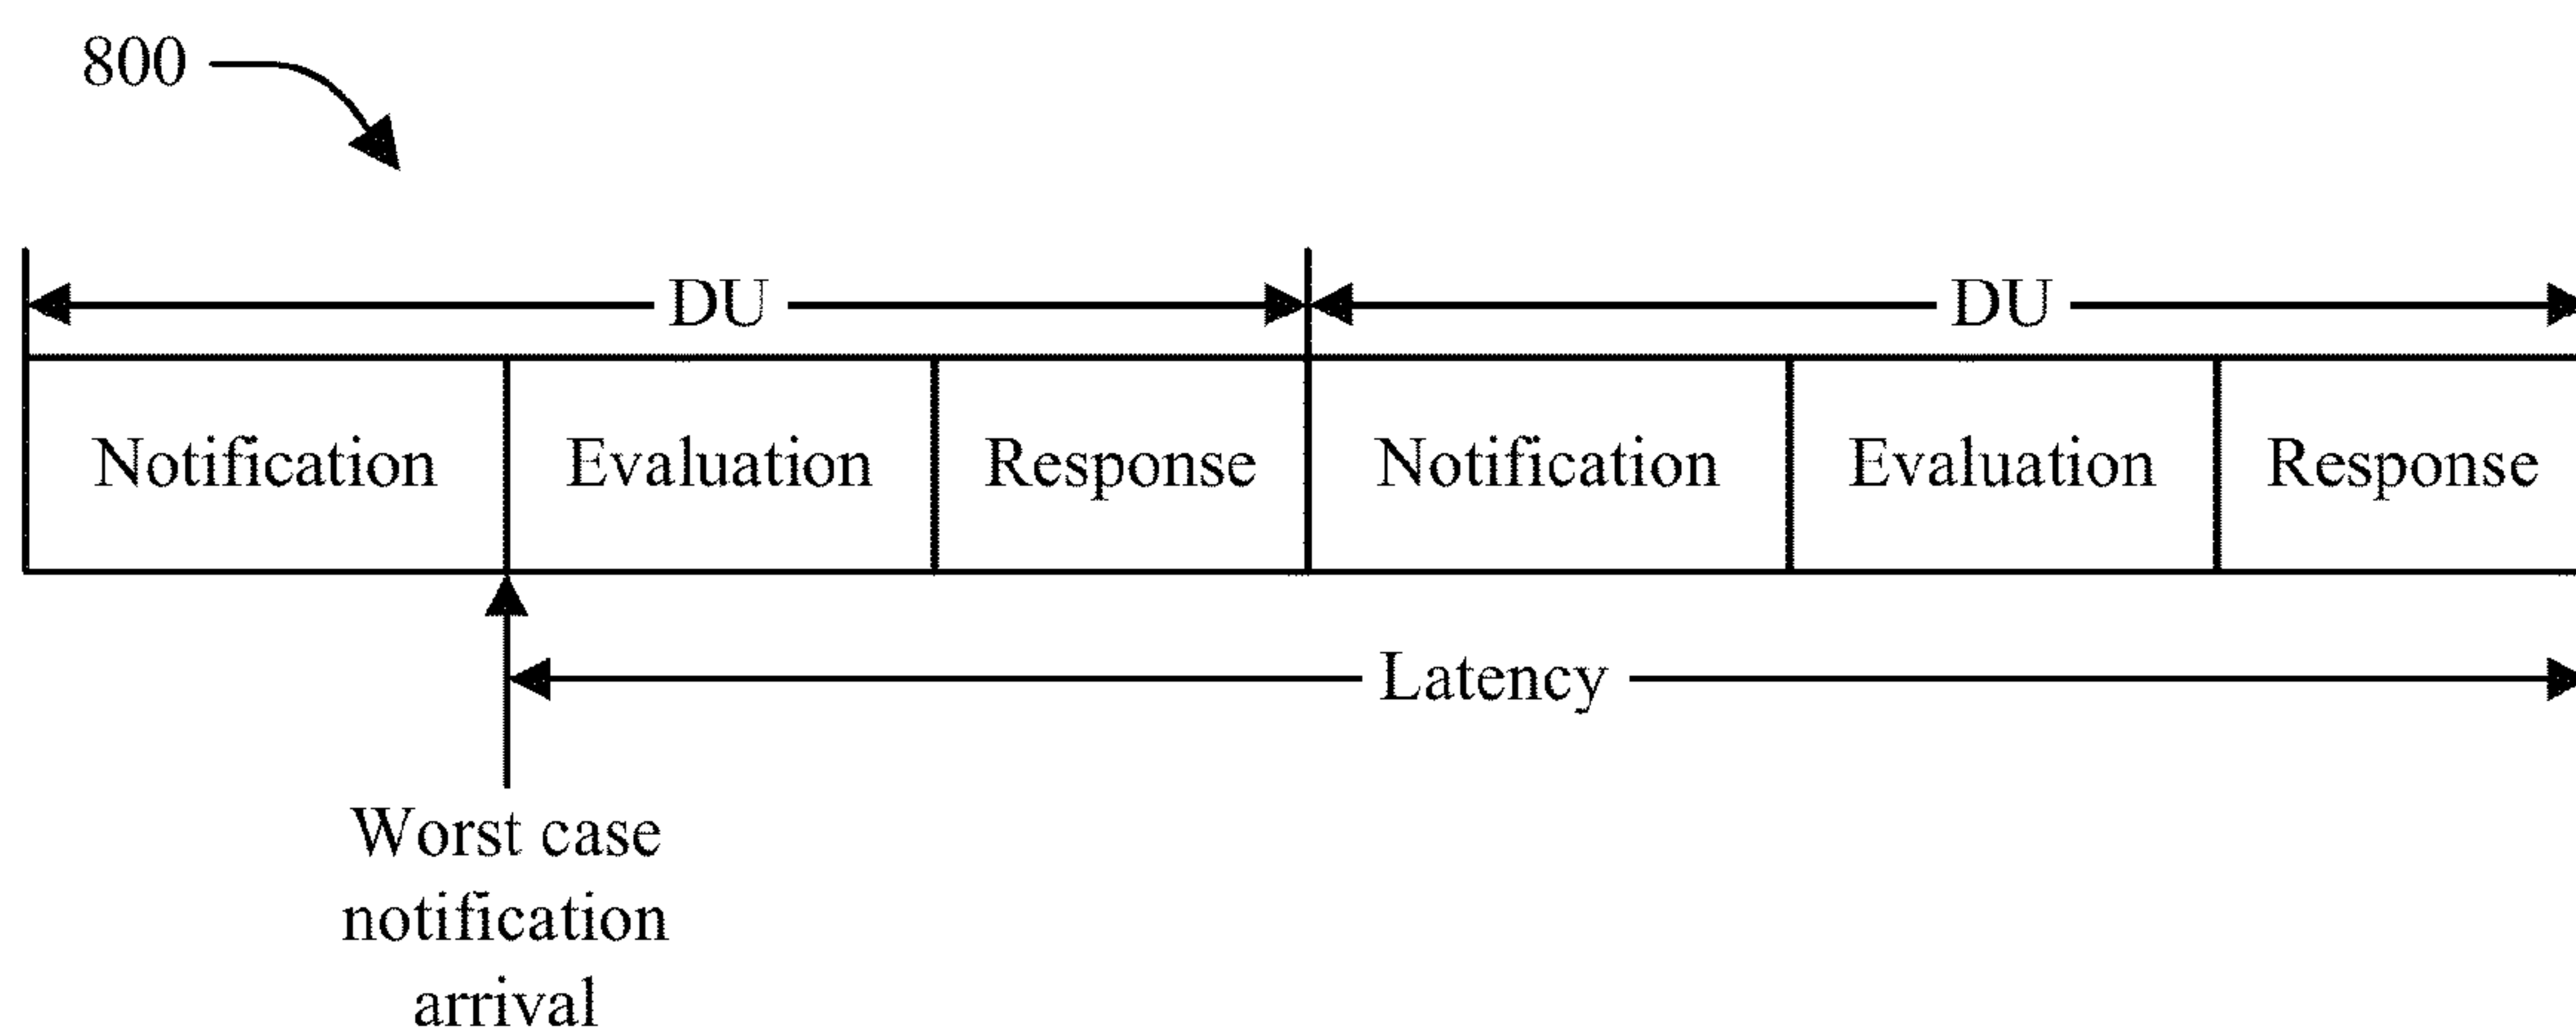 800
DU DU
Notification Evaluation Response Notification Evaluation Response
Latency
Worst case
notification
arrival